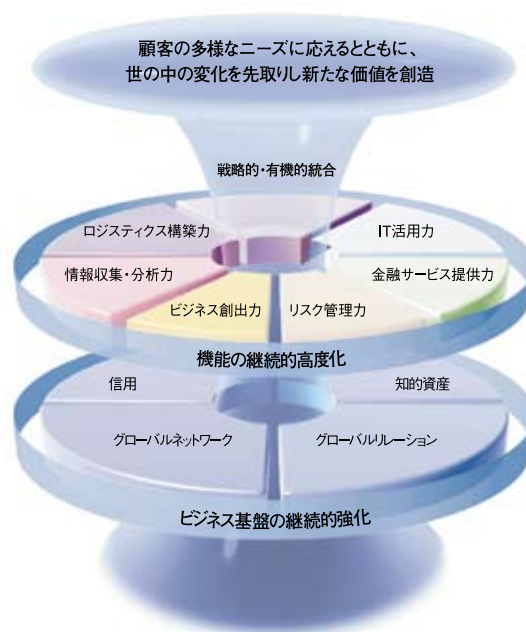 顧客の多様なニーズに応えるとともに、
世の中の変化を先取りし新たな価値を創造
戦略的・有機的統合
ロジスティクス構築力
IT活用力
情報収集・分析力
金融サービス提供力
ビジネス創出力
リスク管理力
機能の継続的高度化
信用
知的資産
グローバルネットワーク
グローバルリレーション
ビジネス基盤の継続的強化